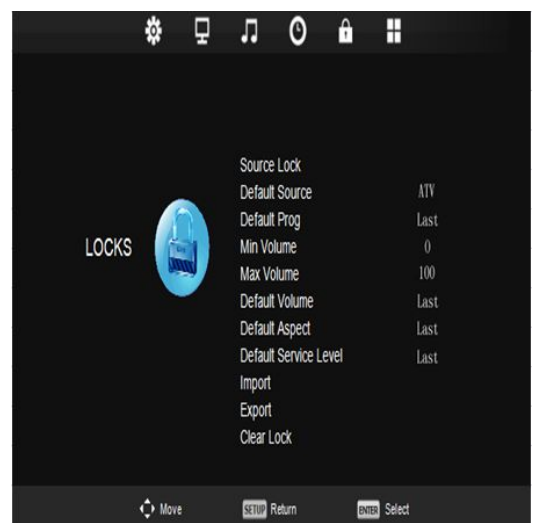 Source Lock
Default Source ATV
Default Prog Last
LOCKS
Min Volume 0
Max Volume 100
Default Volume Last
Default Aspect Last
Default Service Level Last
Import
Export
Clear Lock
Move SETUP Return ENTER Select